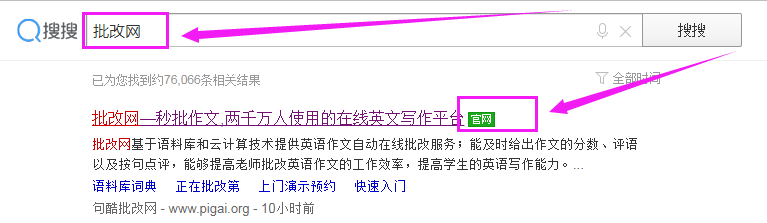 搜搜 批改网 搜搜
已为您找到约76,066条相关结果 全部时间
批改网—秒批作文,两千万人使用的在线英文写作平台 官网
批改网基于语料库和云计算技术提供英语作文自动在线批改服务；能及时给出作文的分数、评语
以及按句点评，能够提高老师批改英语作文的工作效率，提高学生的英语写作能力。...
语料库词典 正在批改第 上门演示预约 快速入门
句酷批改网 - www.pigai.org - 10小时前